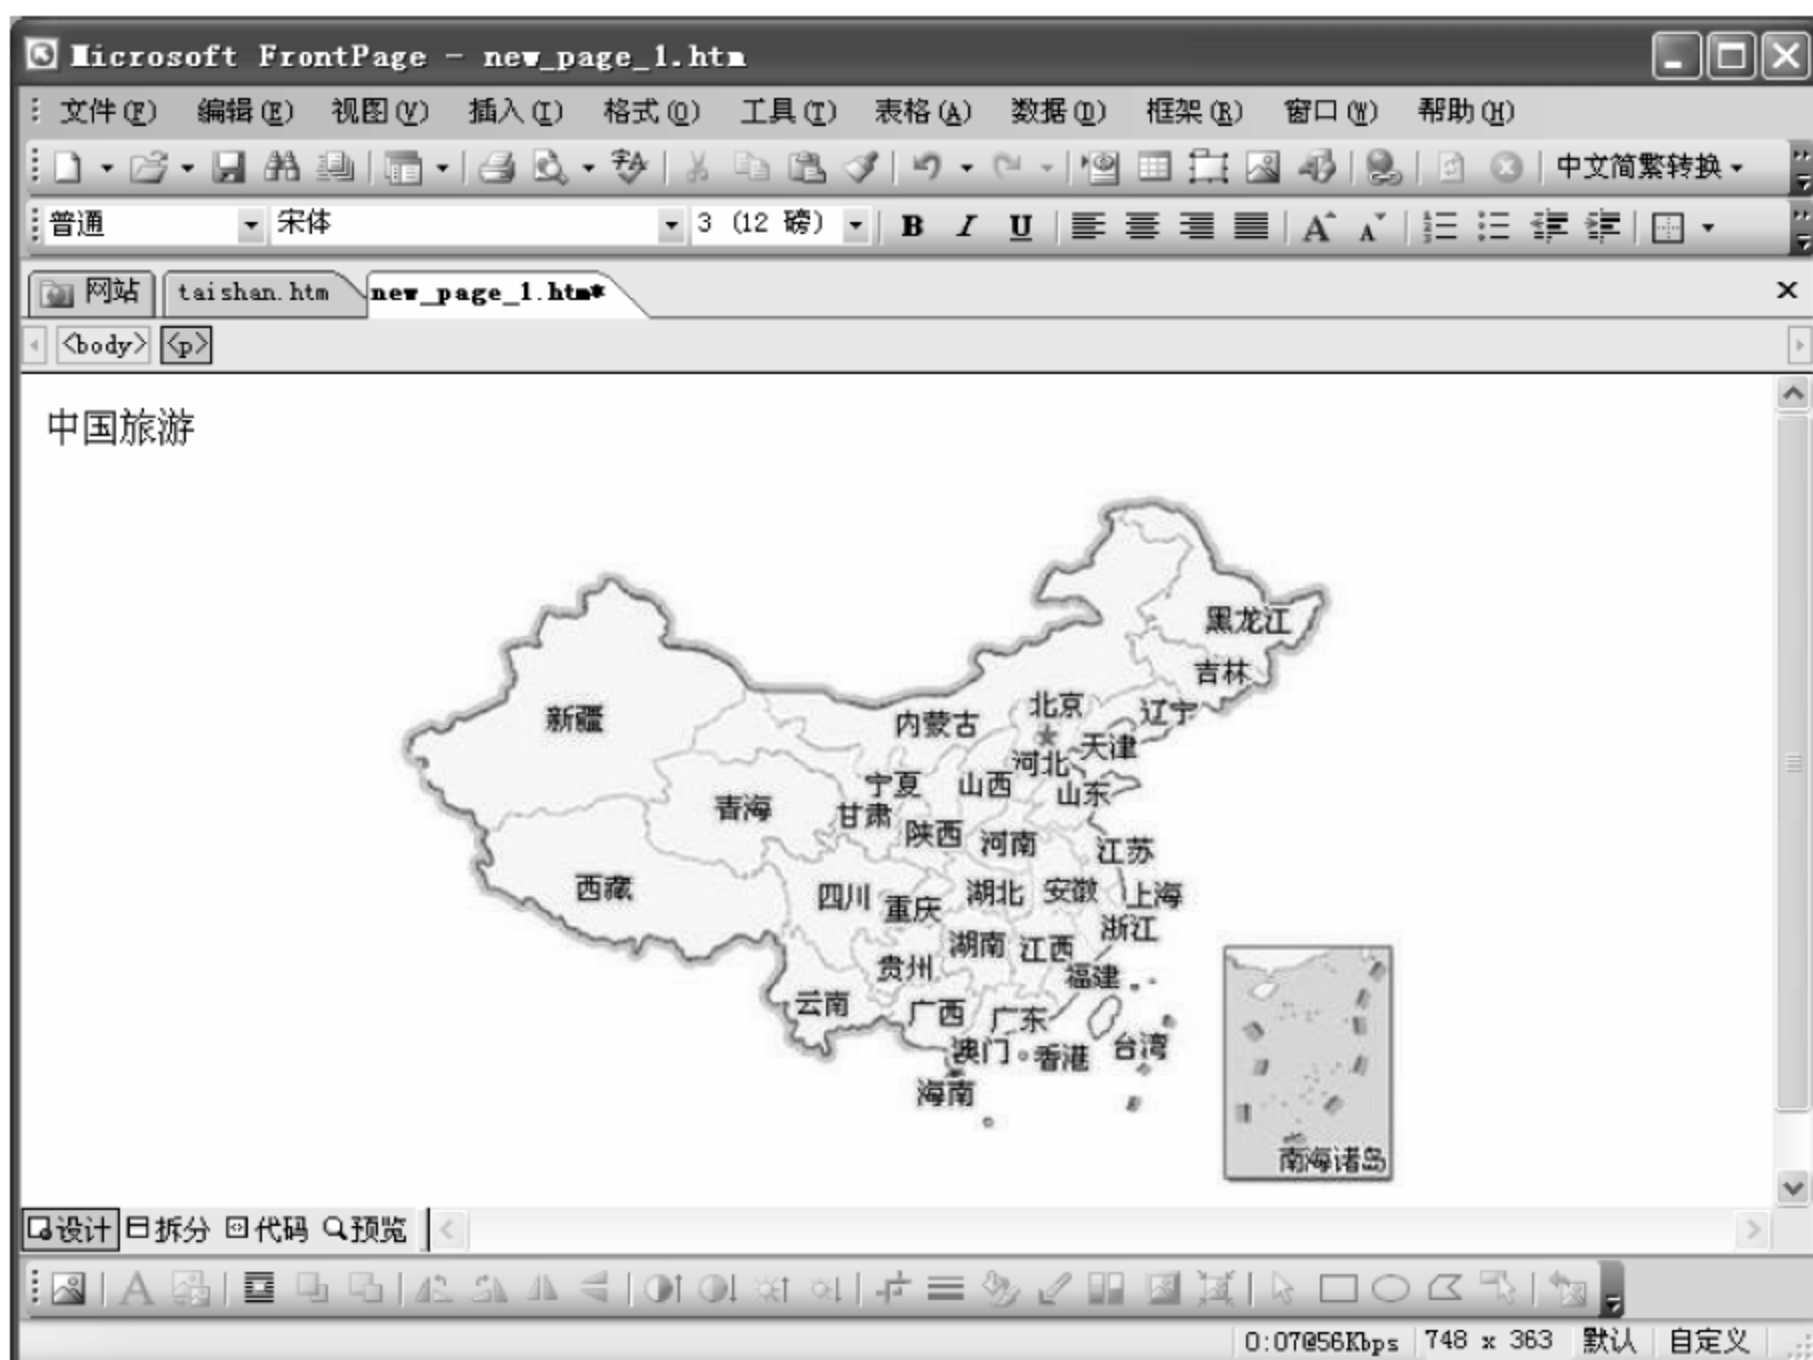 Microsoft FrontPage - new_page_1.htm
文件(F) 编辑(E) 视图(V) 插入(I) 格式(O) 工具(T) 表格(A) 数据(D) 框架(R) 窗口(W) 帮助(H)
中文简繁转换
普通 宋体 3 (12 磅) B I U A A
网站 taishan.htm new_page_1.htm*
<body> <p>
中国旅游
黑龙江
吉林
新疆 内蒙古 北京 辽宁
天津
河北
宁夏 山西 山东
青海 甘肃
陕西 河南 江苏
西藏 四川 重庆 湖北 安徽 上海
浙江
湖南 江西
贵州 福建
云南 广西 广东
澳门 香港 台湾
海南
南海诸岛
设计 拆分 代码 预览
A
0:07@56Kbps 748 x 363 默认 自定义